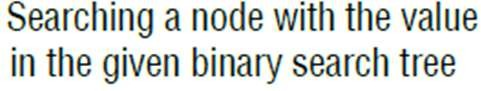 Searching a node with the value
in the given binary search tree